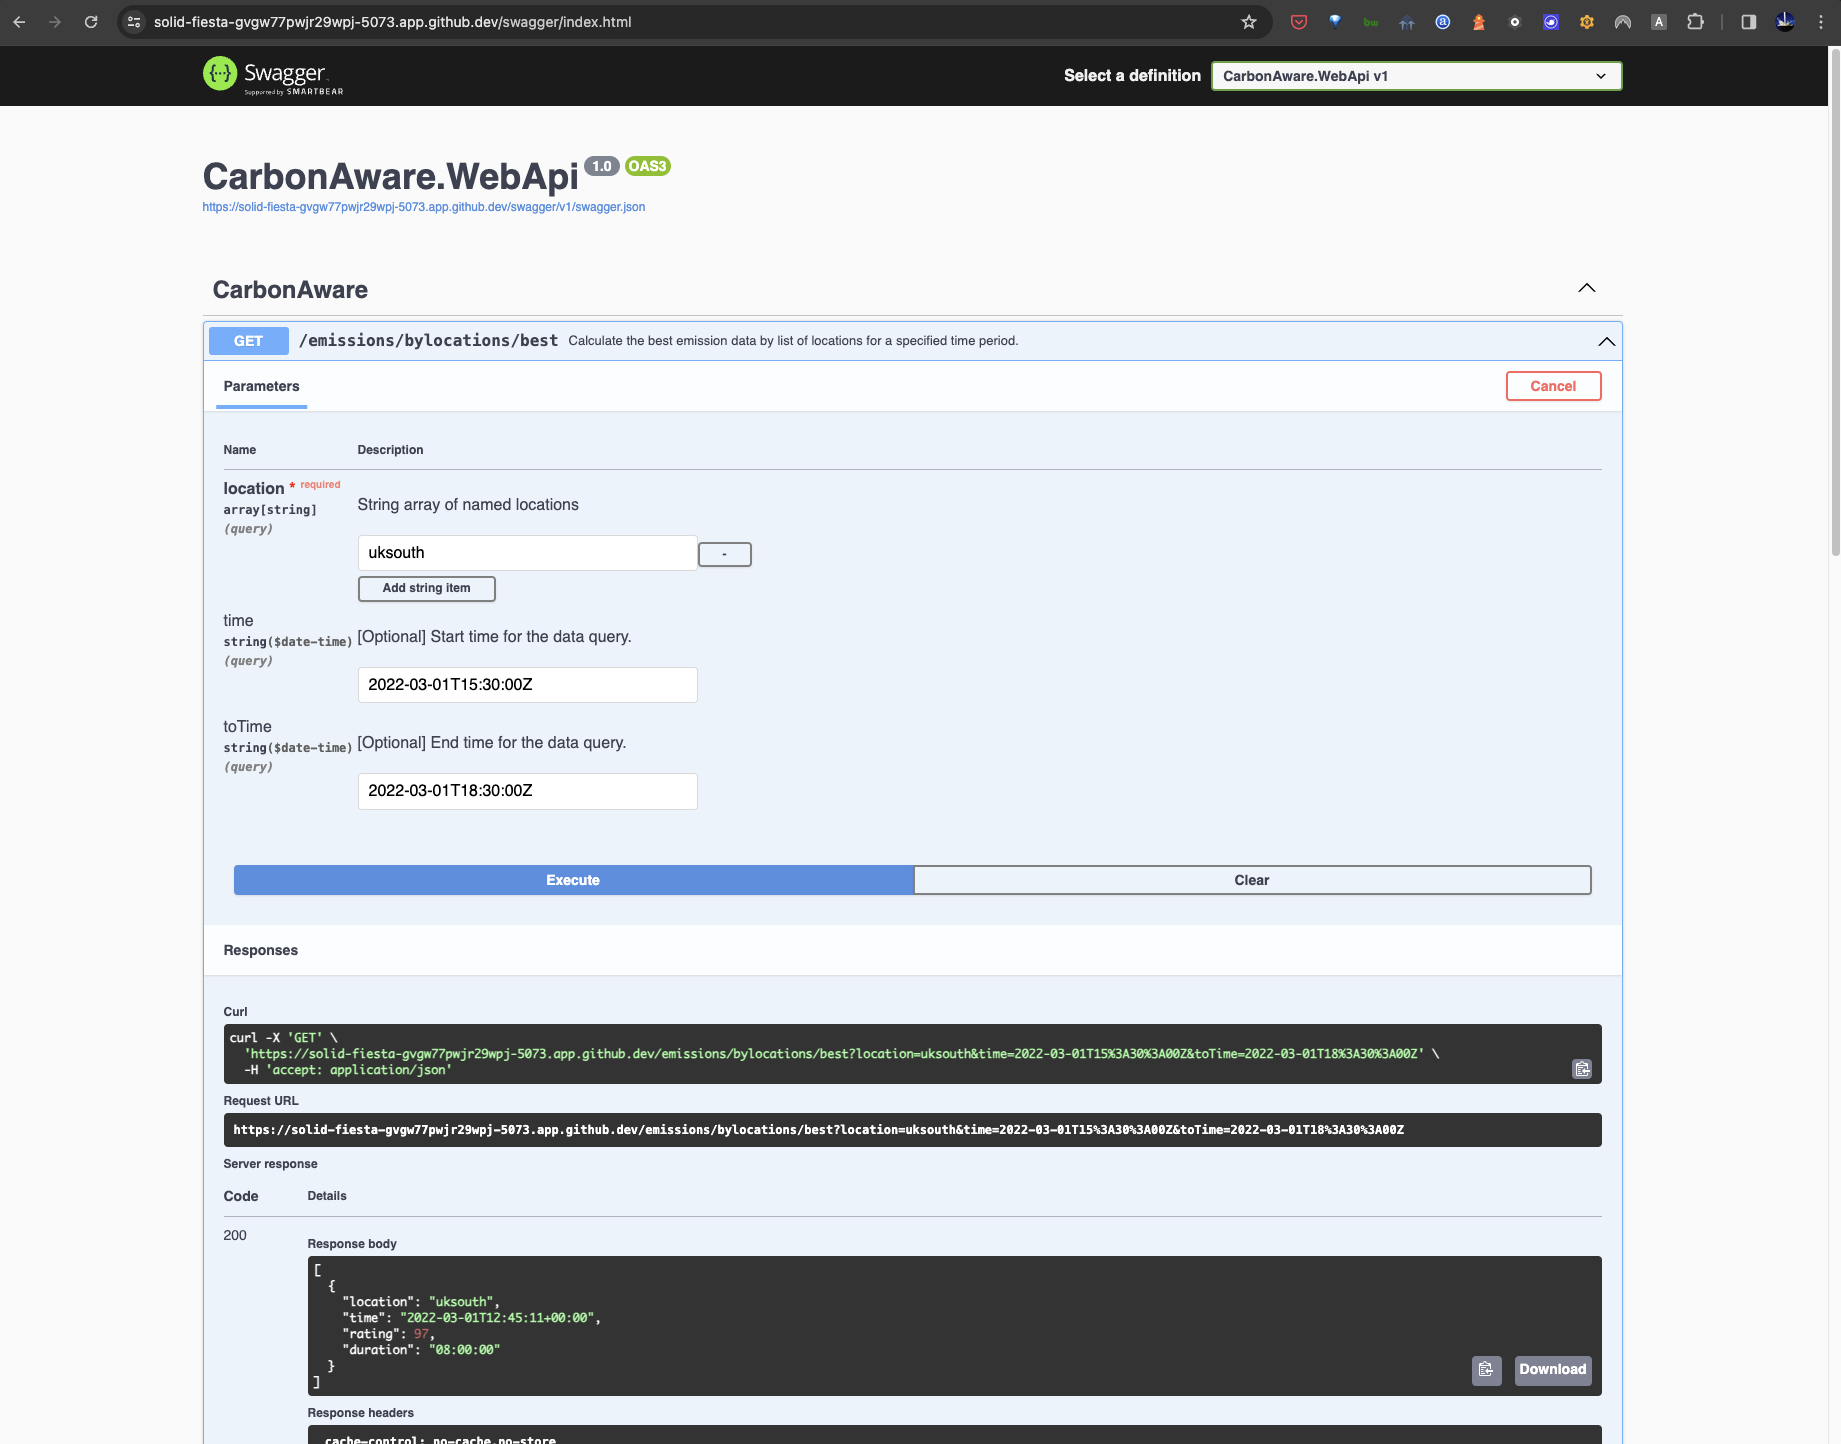 solid-fiesta-gvgw77pwjr29wpj-5073.app.github.dev/swagger/index.html
Swagger
Supported by SMARTBEAR
Select a definition
CarbonAware.WebApi v1
CarbonAware.WebApi 1.0 OAS3
https://solid-fiesta-gvgw77pwjr29wpj-5073.app.github.dev/swagger/v1/swagger.json
CarbonAware
GET /emissions/bylocations/best Calculate the best emission data by list of locations for a specified time period.
Parameters
Cancel
Name Description
location * required
array[string]
(query)
String array of named locations
uksouth
-
Add string item
time
string($date-time)
(query)
[Optional] Start time for the data query.
2022-03-01T15:30:00Z
toTime
string($date-time)
(query)
[Optional] End time for the data query.
2022-03-01T18:30:00Z
Execute
Clear
Responses
Curl
curl -X 'GET' \
'https://solid-fiesta-gvgw77pwjr29wpj-5073.app.github.dev/emissions/bylocations/best?location=uksouth&time=2022-03-01T15%3A30%3A00Z&toTime=2022-03-01T18%3A30%3A00Z' \
-H 'accept: application/json'
Request URL
https://solid-fiesta-gvgw77pwjr29wpj-5073.app.github.dev/emissions/bylocations/best?location=uksouth&time=2022-03-01T15%3A30%3A00Z&toTime=2022-03-01T18%3A30%3A00Z
Server response
Code Details
200
Response body
[
{
"location": "uksouth",
"time": "2022-03-01T12:45:11+00:00",
"rating": 97,
"duration": "08:00:00"
}
]
Download
Response headers
cache-control: no-cache,no-store